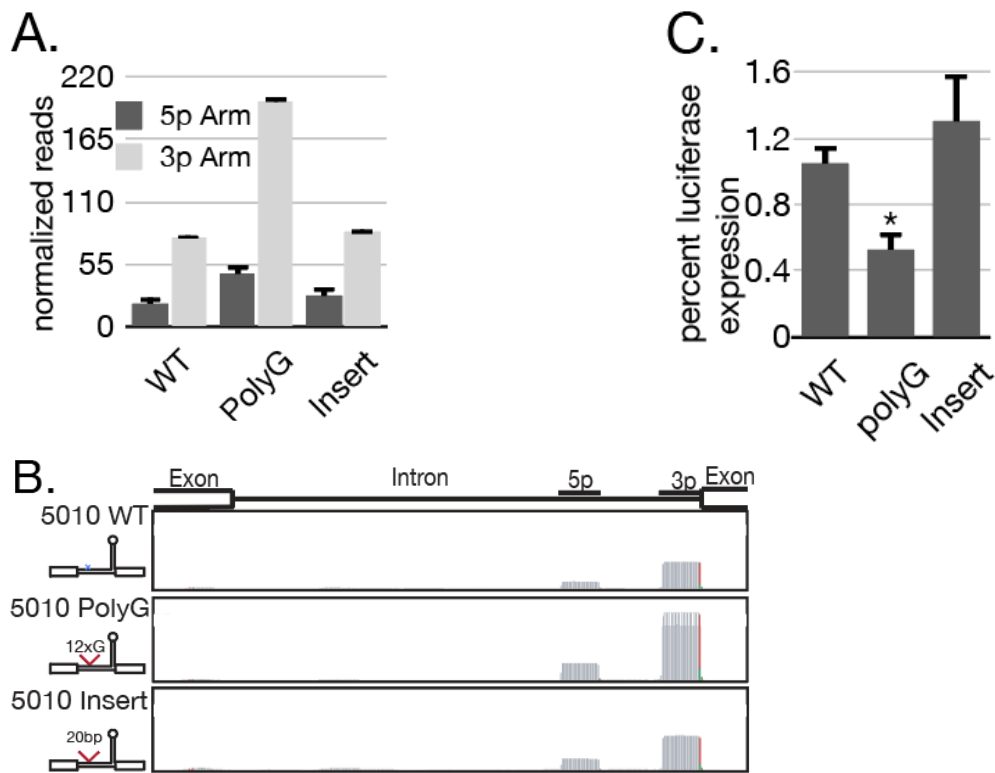 A.
normalized reads
220
165
110
55
0
5p Arm
3p Arm
WT
PolyG
Insert
C.
percent luciferase
expression
1.6
1.2
0.8
0.4
0
*
WT
polyG
Insert
B.
Exon
Intron
5p
3p
Exon
5010 WT
x
5010 PolyG
12xG
5010 Insert
20bp